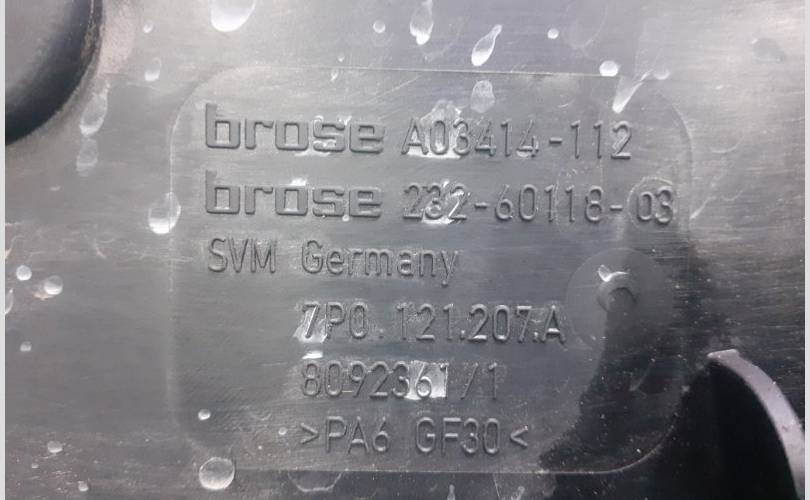 brose A03414-112
brose 232-60118-03
SVM Germany
7P0.121.207.A
8092361/1
>PA6 GF30<